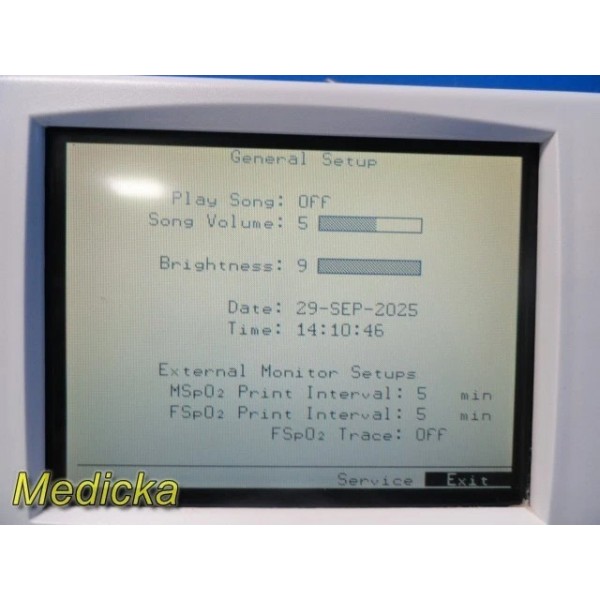 General Setup
Play Song: OFF
Song Volume: 5
Brightness: 9
Date: 29-SEP-2025
Time: 14:10:46
External Monitor Setups
MSpO2 Print Interval: 5 min
FSpO2 Print Interval: 5 min
FSpO2 Trace: OFF
Service Exit
Medicka